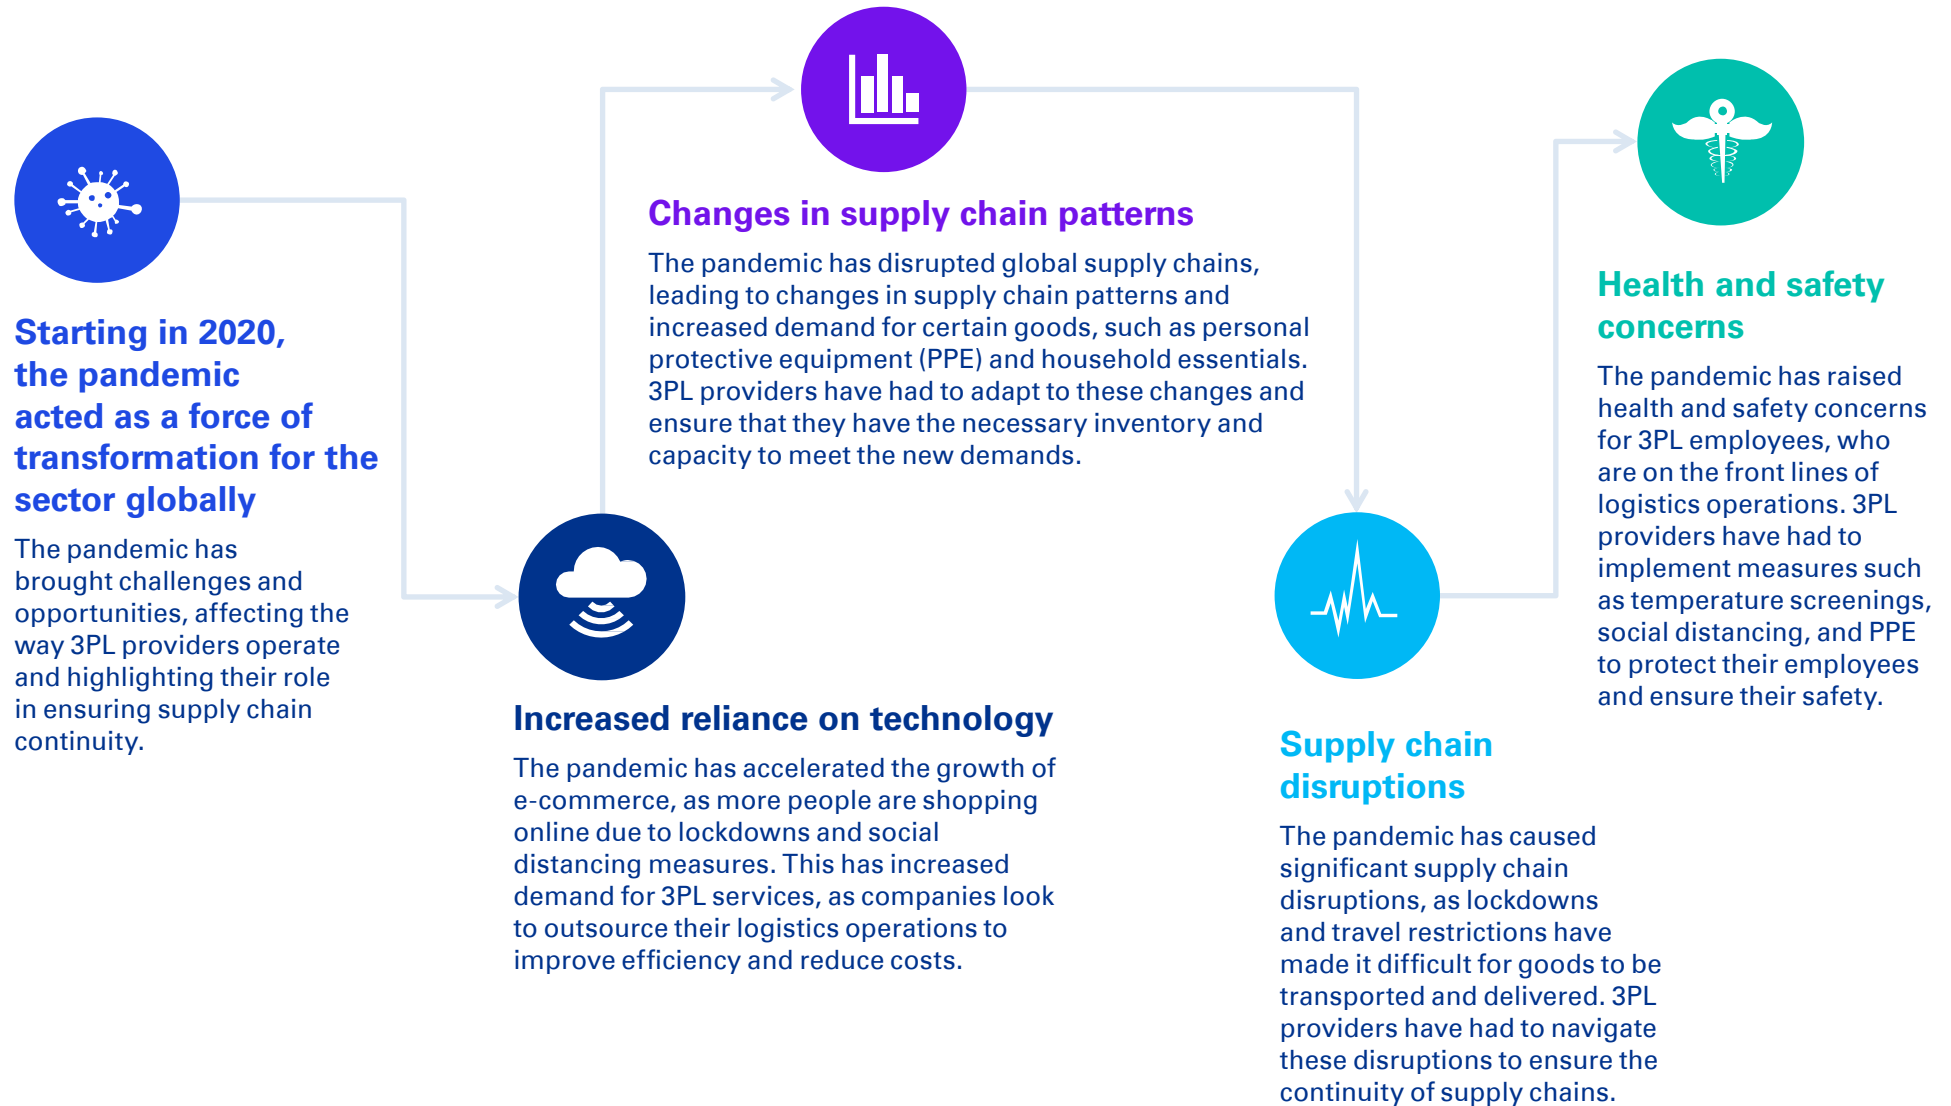 Starting in 2020,
the pandemic
acted as a force of
transformation for the
sector globally
The pandemic has
brought challenges and
opportunities, affecting the
way 3PL providers operate
and highlighting their role
in ensuring supply chain
continuity.
Increased reliance on technology
The pandemic has accelerated the growth of
e-commerce, as more people are shopping
online due to lockdowns and social
distancing measures. This has increased
demand for 3PL services, as companies look
to outsource their logistics operations to
improve efficiency and reduce costs.
Changes in supply chain patterns
The pandemic has disrupted global supply chains,
leading to changes in supply chain patterns and
increased demand for certain goods, such as personal
protective equipment (PPE) and household essentials.
3PL providers have had to adapt to these changes and
ensure that they have the necessary inventory and
capacity to meet the new demands.
Supply chain
disruptions
The pandemic has caused
significant supply chain
disruptions, as lockdowns
and travel restrictions have
made it difficult for goods to be
transported and delivered. 3PL
providers have had to navigate
these disruptions to ensure the
continuity of supply chains.
Health and safety
concerns
The pandemic has raised
health and safety concerns
for 3PL employees, who
are on the front lines of
logistics operations. 3PL
providers have had to
implement measures such
as temperature screenings,
social distancing, and PPE
to protect their employees
and ensure their safety.